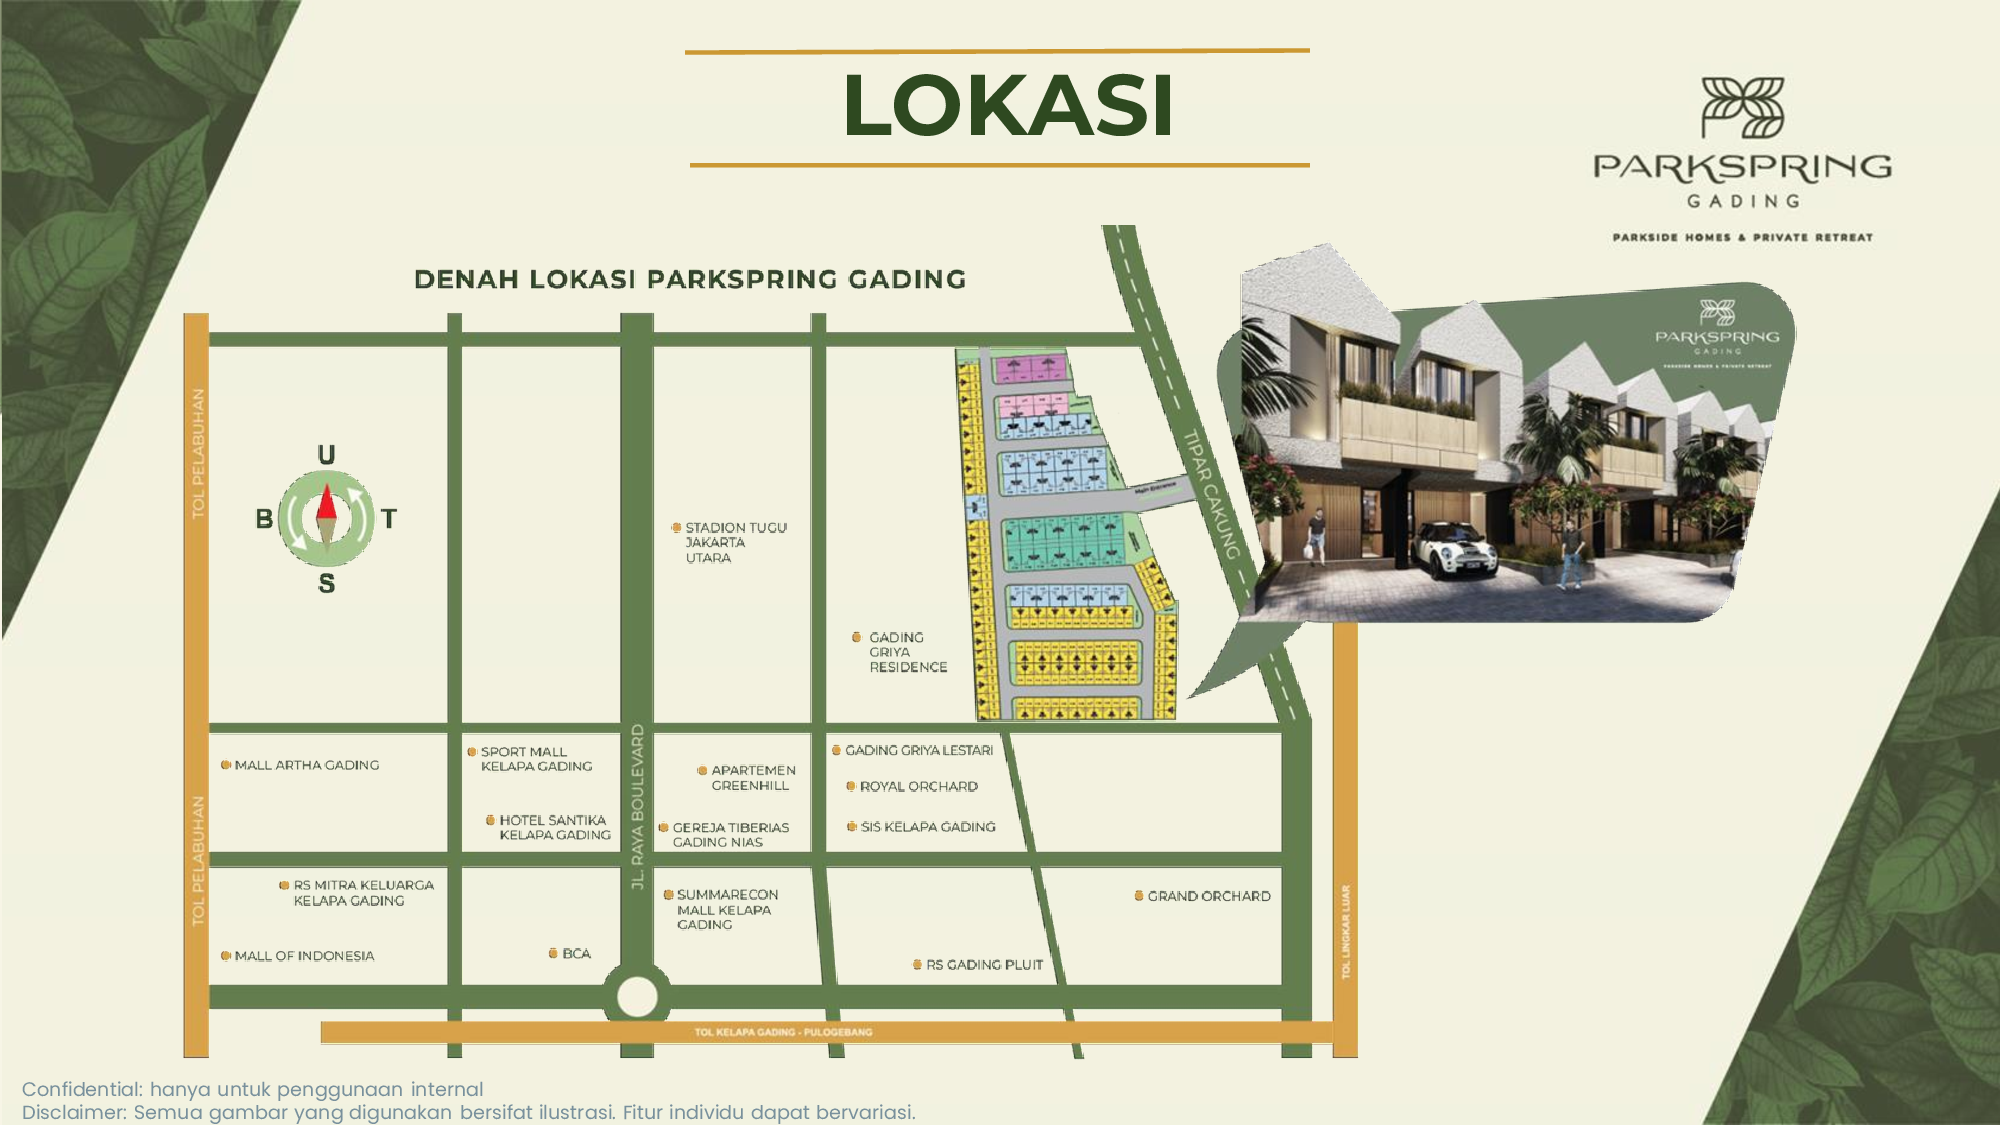 LOKASI
PARKSPRING
GADING
PARKSIDE HOMES & PRIVATE RETREAT
DENAH LOKASI PARKSPRING GADING
PARKSPRING
GADING
PARKSIDE HOMES & PRIVATE RETREAT
TOL PELABUHAN
U
B
T
S
TIPAR CAKUNG
Main Entrance
STADION TUGU
JAKARTA
UTARA
GADING
GRIYA
RESIDENCE
JL. RAYA BOULEVARD
MALL ARTHA GADING
SPORT MALL
KELAPA GADING
HOTEL SANTIKA
KELAPA GADING
APARTEMEN
GREENHILL
GEREJA TIBERIAS
GADING NIAS
GADING GRIYA LESTARI
ROYAL ORCHARD
SIS KELAPA GADING
TOL PELABUHAN
RS MITRA KELUARGA
KELAPA GADING
MALL OF INDONESIA
BCA
SUMMARECON
MALL KELAPA
GADING
RS GADING PLUIT
GRAND ORCHARD
TOL LINGKAR LUAR
TOL KELAPA GADING - PULOGEBANG
Confidential: hanya untuk penggunaan internal
Disclaimer: Semua gambar yang digunakan bersifat ilustrasi. Fitur individu dapat bervariasi.